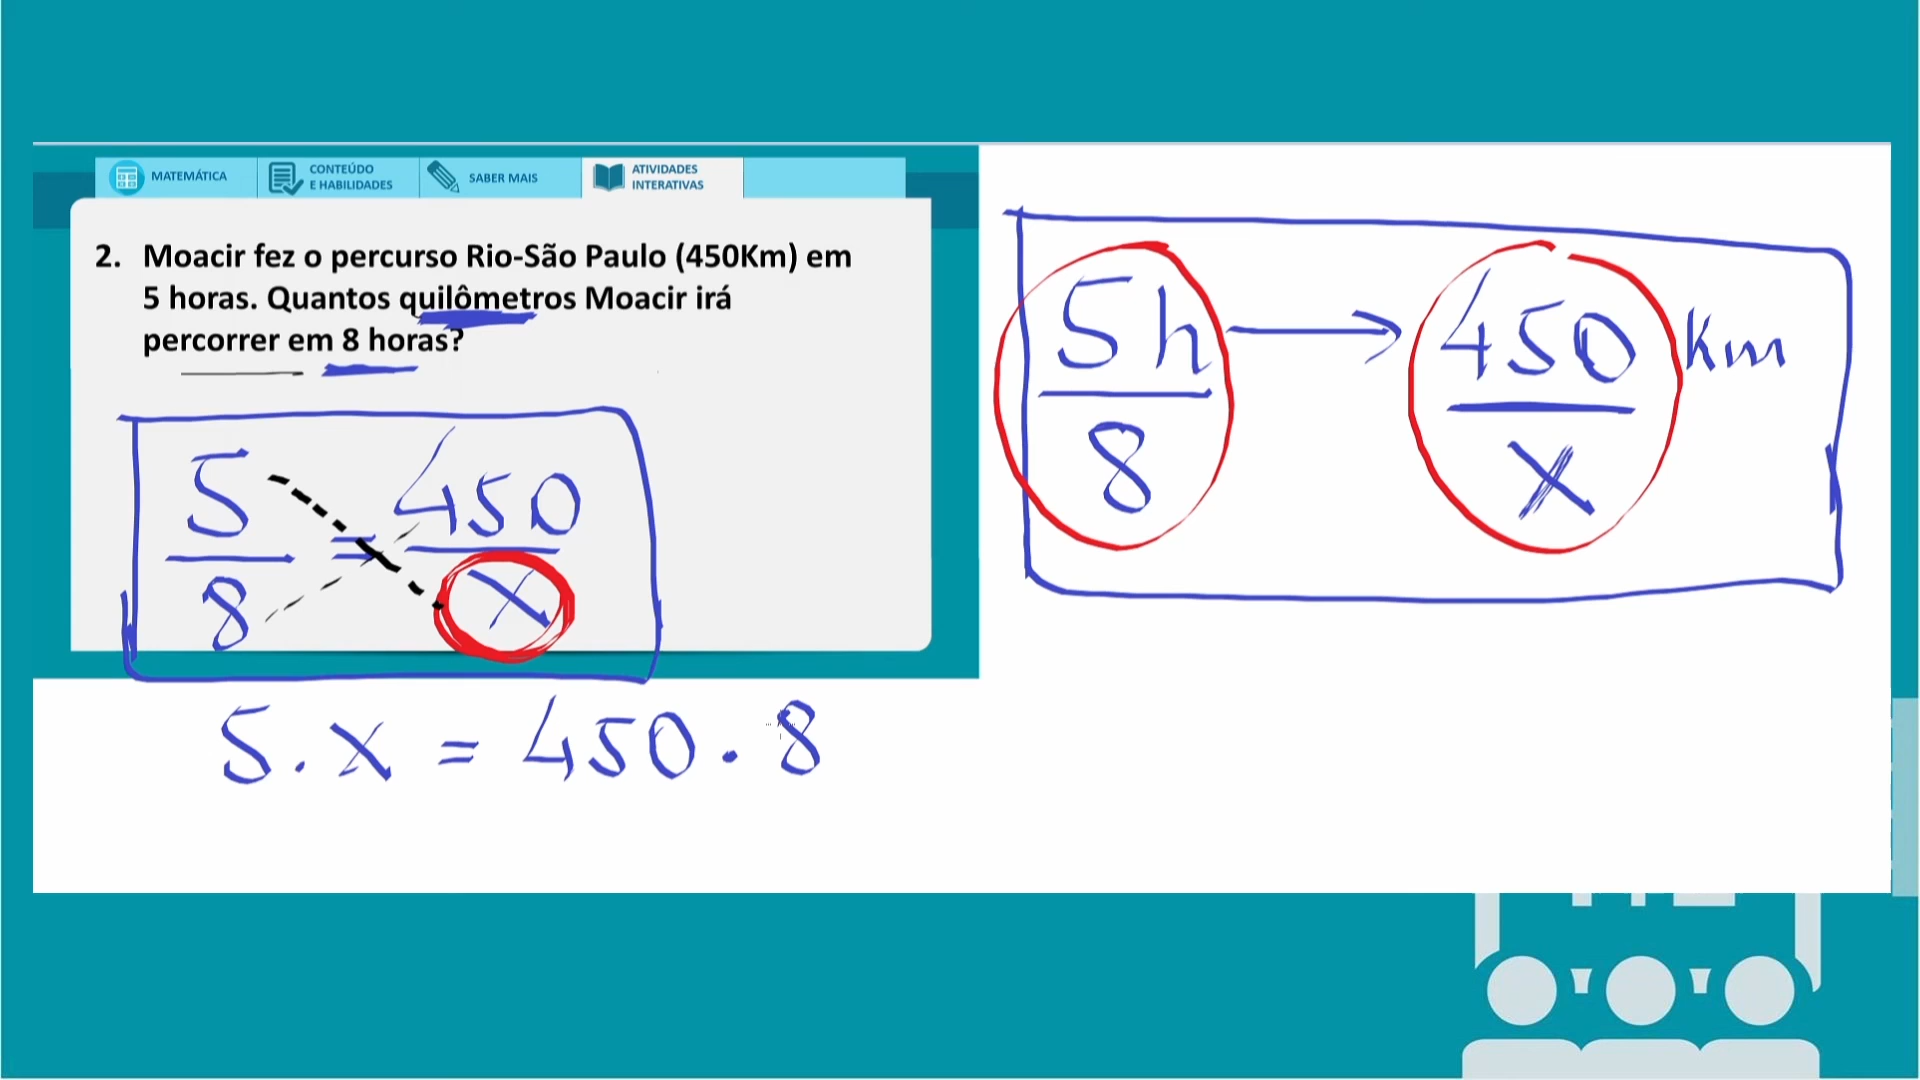 MATEMÁTICA
CONTEÚDO
E HABILIDADES
SABER MAIS
ATIVIDADES
INTERATIVAS
2. Moacir fez o percurso Rio-São Paulo (450Km) em
5 horas. Quantos quilômetros Moacir irá
percorrer em 8 horas?
5/8 = 450/x
5.x = 450.8
5h → 450 Km
8 x